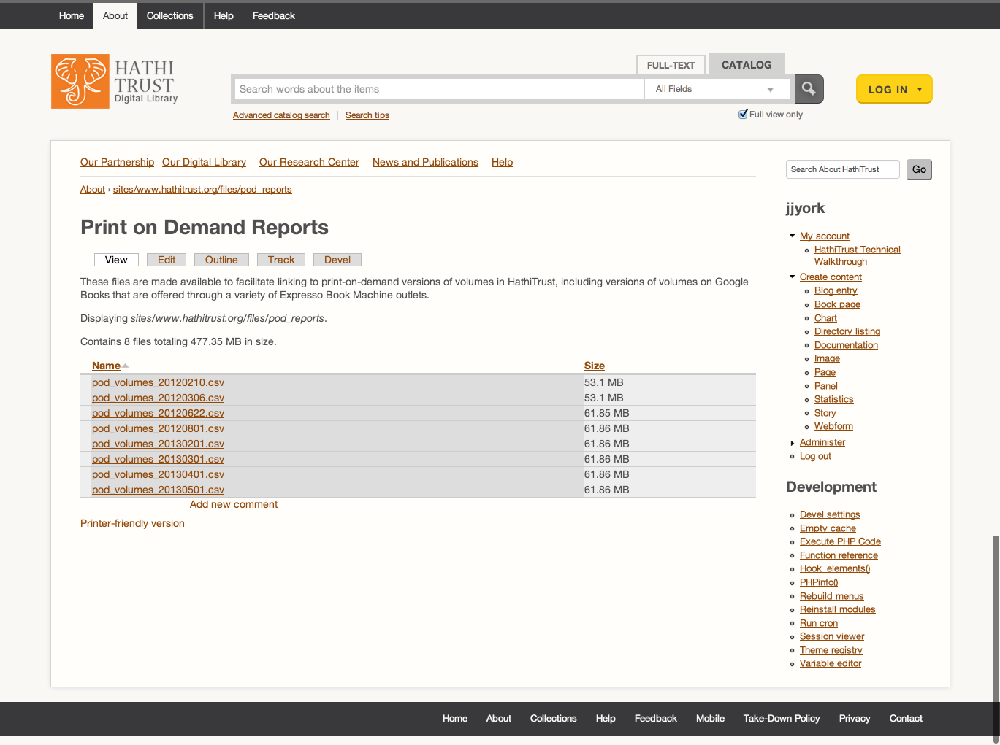 Home About Collections Help Feedback
HATHI
TRUST
Digital Library
FULL-TEXT CATALOG
Search words about the items All Fields
LOG IN
Advanced catalog search Search tips Full view only
Our Partnership Our Digital Library Our Research Center News and Publications Help
About › sites/www.hathitrust.org/files/pod_reports
Print on Demand Reports
View Edit Outline Track Devel
These files are made available to facilitate linking to print-on-demand versions of volumes in HathiTrust, including versions of volumes on Google
Books that are offered through a variety of Expresso Book Machine outlets.
Displaying sites/www.hathitrust.org/files/pod_reports.
Contains 8 files totaling 477.35 MB in size.
Name Size
pod_volumes_20120210.csv 53.1 MB
pod_volumes_20120306.csv 53.1 MB
pod_volumes_20120622.csv 61.85 MB
pod_volumes_20120801.csv 61.86 MB
pod_volumes_20130201.csv 61.86 MB
pod_volumes_20130301.csv 61.86 MB
pod_volumes_20130401.csv 61.86 MB
pod_volumes_20130501.csv 61.86 MB
Add new comment
Printer-friendly version
Search About HathiTrust Go
jjyork
My account
HathiTrust Technical
Walkthrough
Create content
Blog entry
Book page
Chart
Directory listing
Documentation
Image
Page
Panel
Statistics
Story
Webform
Administer
Log out
Development
Devel settings
Empty cache
Execute PHP Code
Function reference
Hook_elements()
PHPinfo()
Rebuild menus
Reinstall modules
Run cron
Session viewer
Theme registry
Variable editor
Home About Collections Help Feedback Mobile Take-Down Policy Privacy Contact